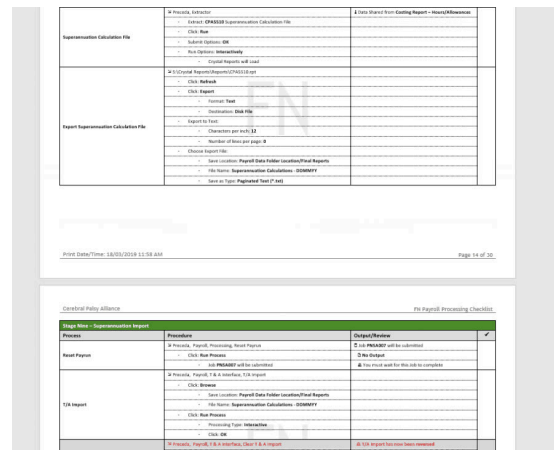 Preceda, Extractor
Data Shared from Costing Report – Hours/Allowances
Superannuation Calculation File
- Extract: CPAS510 Superannuation Calculation File
- Click: Run
- Submit Options: OK
- Run Options: Interactively
- Crystal Reports will Load
S:\Crystal Reports\Reports\CPAS510.rpt
Export Superannuation Calculation File
- Click: Refresh
- Click: Export
- Format: Text
- Destination: Disk File
- Export to Text:
- Characters per inch: 12
- Number of lines per page: 0
- Choose Export File:
- Save Location: Payroll Data Folder Location/Final Reports
- File Name: Superannuation Calculations - DDMMYY
- Save as Type: Paginated Text (*.txt)
FN
Print Date/Time: 18/03/2019 11:58 AM
Page 14 of 30
Cerebral Palsy Alliance
FN Payroll Processing Checklist
Stage Nine – Superannuation Import
Process Procedure Output/Review ✓
Preceda, Payroll, Processing, Reset Payrun
Job PNSA007 will be submitted
Reset Payrun
- Click: Run Process
No Output
- Job PNSA007 will be submitted
You must wait for this Job to complete
Preceda, Payroll, T & A Interface, T/A Import
T/A Import
- Click: Browse
- Save Location: Payroll Data Folder Location/Final Reports
- File Name: Superannuation Calculations - DDMMYY
- Click: Run Process
- Processing Type: Interactive
- Click: OK
Preceda, Payroll, T & A Interface, Clear T & A Import
T/A Import has now been removed